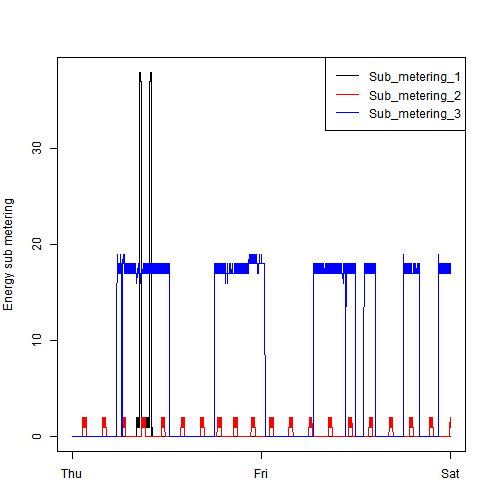 Sub_metering_1
Sub_metering_2
Sub_metering_3
Energy sub metering
30
20
10
0
Thu Fri Sat